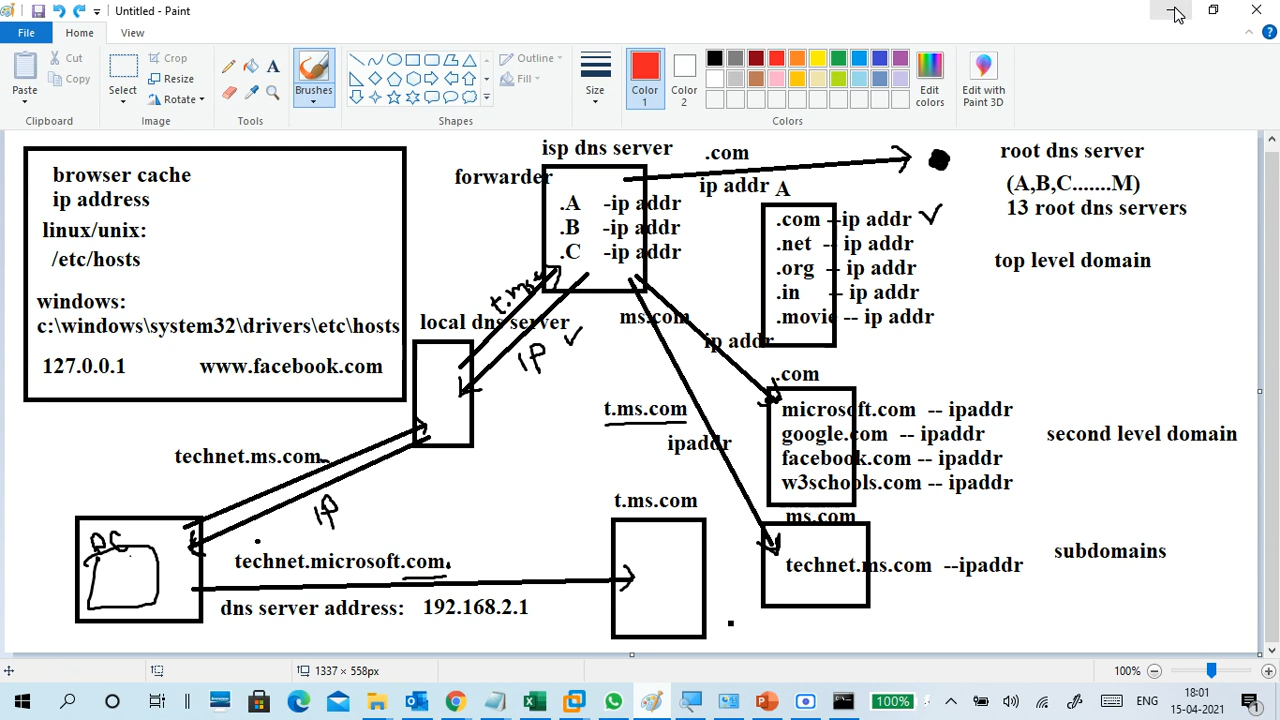 Untitled - Paint
File Home View
Paste
Cut
Copy
Clipboard
Select
Crop
Resize
Rotate
Image
Tools
Brushes
Shapes
Outline
Fill
Size
Color 1
Color 2
Colors
Edit colors
Edit with Paint 3D
browser cache
ip address
linux/unix:
/etc/hosts
windows:
c:\windows\system32\drivers\etc\hosts
127.0.0.1 www.facebook.com
isp dns server
forwarder
.A -ip addr
.B -ip addr
.C -ip addr
.com
ip addr
A
.com --ip addr
.net -- ip addr
.org -- ip addr
.in -- ip addr
.movie -- ip addr
root dns server
(A,B,C.......M)
13 root dns servers
top level domain
t.ms
local dns server
IP
ms.com
ip addr
.com
microsoft.com -- ipaddr
google.com -- ipaddr
facebook.com -- ipaddr
w3schools.com -- ipaddr
second level domain
t.ms.com
ipaddr
technet.ms.com
IP
t.ms.com
ms.com
technet.ms.com --ipaddr
subdomains
PC
technet.microsoft.com.
dns server address: 192.168.2.1
1337 × 558px
100%
100%
ENG
18:01
15-04-2021